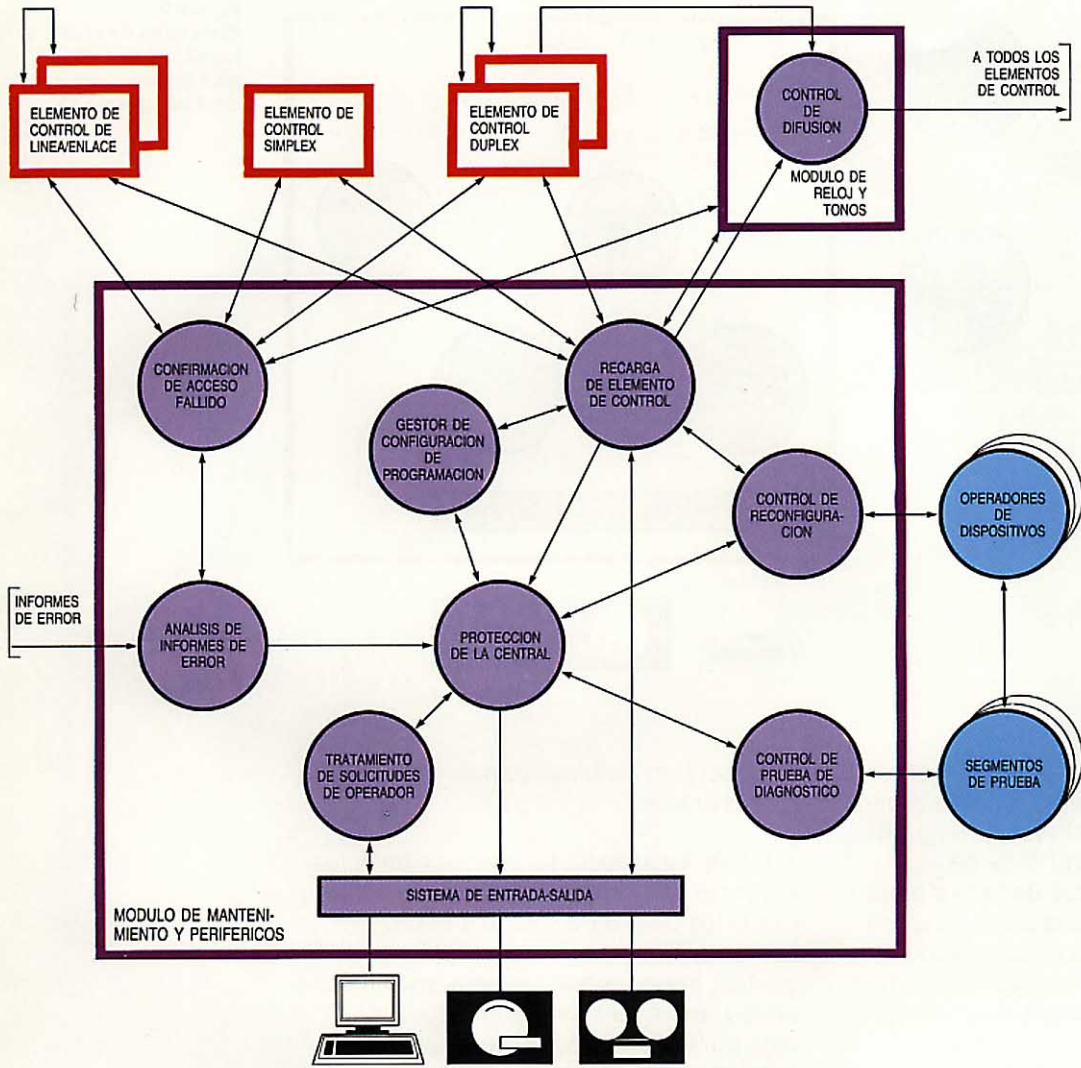 ELEMENTO DE
CONTROL DE
LINEA/ENLACE
ELEMENTO DE
CONTROL
SIMPLEX
ELEMENTO DE
CONTROL
DUPLEX
CONTROL
DE
DIFUSION
MODULO DE
RELOJ Y
TONOS
A TODOS LOS
ELEMENTOS
DE CONTROL
CONFIRMACION
DE ACCESO
FALLIDO
RECARGA
DE ELEMENTO
DE CONTROL
GESTOR DE
CONFIGURACION
DE
PROGRAMACION
CONTROL DE
RECONFIGURA-
CION
OPERADORES
DE
DISPOSITIVOS
INFORMES
DE ERROR
ANALISIS DE
INFORMES DE
ERROR
PROTECCION
DE LA CENTRAL
TRATAMIENTO
DE SOLICITUDES
DE OPERADOR
CONTROL DE
PRUEBA DE
DIAGNOSTICO
SEGMENTOS
DE PRUEBA
SISTEMA DE ENTRADA-SALIDA
MODULO DE MANTENI-
MIENTO Y PERIFERICOS